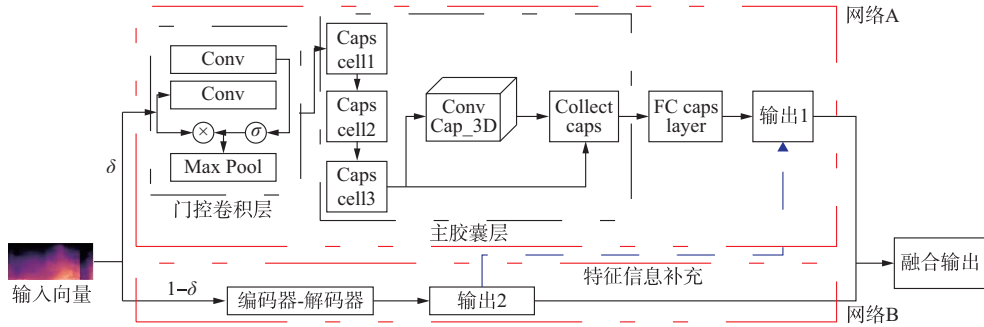 网络A
Conv
Conv
×
σ
Max Pool
门控卷积层
Caps
cell1
Caps
cell2
Caps
cell3
Conv
Cap_3D
Collect
caps
主胶囊层
FC caps
layer
输出1
δ
输入向量
1−δ
编码器-解码器
输出2
特征信息补充
融合输出
网络B